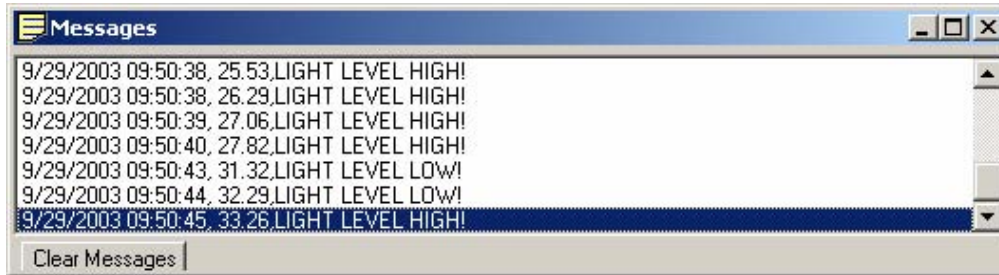 Messages
9/29/2003 09:50:38, 25.53,LIGHT LEVEL HIGH!
9/29/2003 09:50:38, 26.29,LIGHT LEVEL HIGH!
9/29/2003 09:50:39, 27.06,LIGHT LEVEL HIGH!
9/29/2003 09:50:40, 27.82,LIGHT LEVEL HIGH!
9/29/2003 09:50:43, 31.32,LIGHT LEVEL LOW!
9/29/2003 09:50:44, 32.29,LIGHT LEVEL LOW!
9/29/2003 09:50:45, 33.26,LIGHT LEVEL HIGH!
Clear Messages